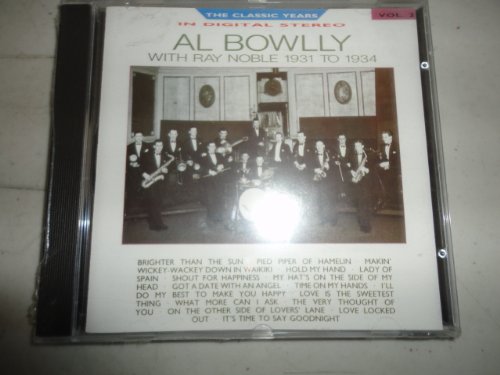 THE CLASSIC YEARS
VOL. 2
IN DIGITAL STEREO
AL BOWLLY
WITH RAY NOBLE 1931 TO 1934
BRIGHTER THAN THE SUN · PIED PIPER OF HAMELIN · MAKIN'
WICKEY-WACKEY DOWN IN WAIKIKI · HOLD MY HAND · LADY OF
SPAIN · SHOUT FOR HAPPINESS · MY HAT'S ON THE SIDE OF MY
HEAD · GOT A DATE WITH AN ANGEL · TIME ON MY HANDS · I'LL
DO MY BEST TO MAKE YOU HAPPY · LOVE IS THE SWEETEST
THING · WHAT MORE CAN I ASK · THE VERY THOUGHT OF
YOU · ON THE OTHER SIDE OF LOVERS' LANE · LOVE LOCKED
OUT · IT'S TIME TO SAY GOODNIGHT